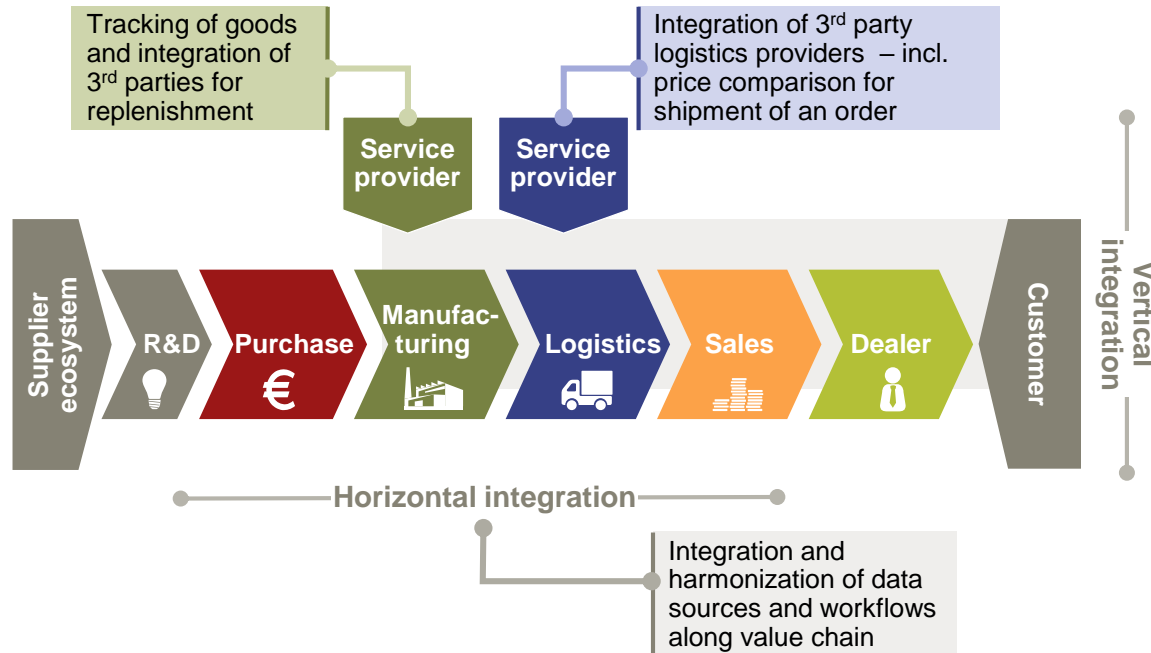 Tracking of goods
and integration of
3rd parties for
replenishment
Integration of 3rd party
logistics providers – incl.
price comparison for
shipment of an order
Service
provider
Service
provider
Supplier
ecosystem
R&D
Purchase
€
Manufac-
turing
Logistics
Sales
Dealer
Customer
Vertical
integration
Horizontal integration
Integration and
harmonization of data
sources and workflows
along value chain